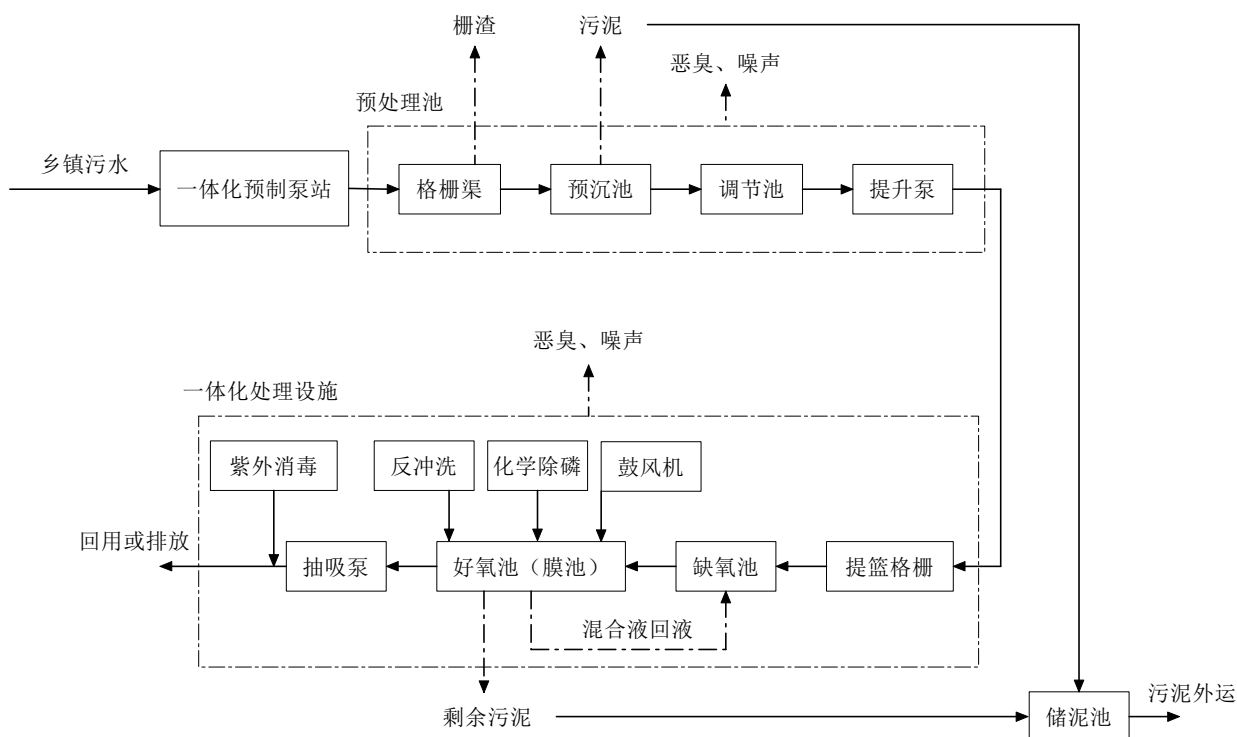 栅渣
污泥
恶臭、噪声
预处理池
乡镇污水
一体化预制泵站
格栅渠
预沉池
调节池
提升泵
恶臭、噪声
一体化处理设施
紫外消毒
反冲洗
化学除磷
鼓风机
回用或排放
抽吸泵
好氧池（膜池）
缺氧池
提篮格栅
混合液回液
剩余污泥
储泥池
污泥外运